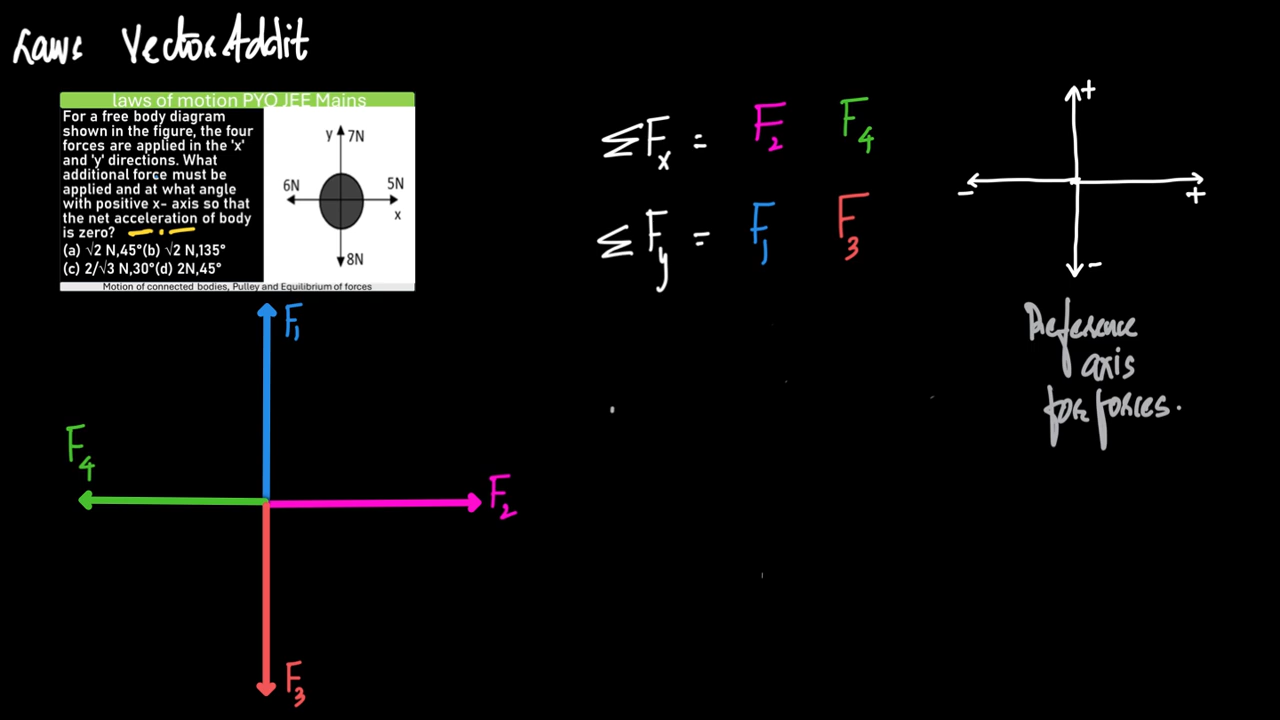 Laws Vector Addit
laws of motion PYQ JEE Mains
For a free body diagram
shown in the figure, the four
forces are applied in the 'x'
and 'y' directions. What
additional force must be
applied and at what angle
with positive x- axis so that
the net acceleration of body
is zero?
(a) √2 N,45°(b) √2 N,135°
(c) 2/√3 N,30°(d) 2N,45°
y 7N
6N 5N
x
8N
Motion of connected bodies, Pulley and Equilibrium of forces
ΣFx = F2 F4
ΣFy = F1 F3
+
- +
-
Reference
axis
for forces.
F1
F4
F2
F3